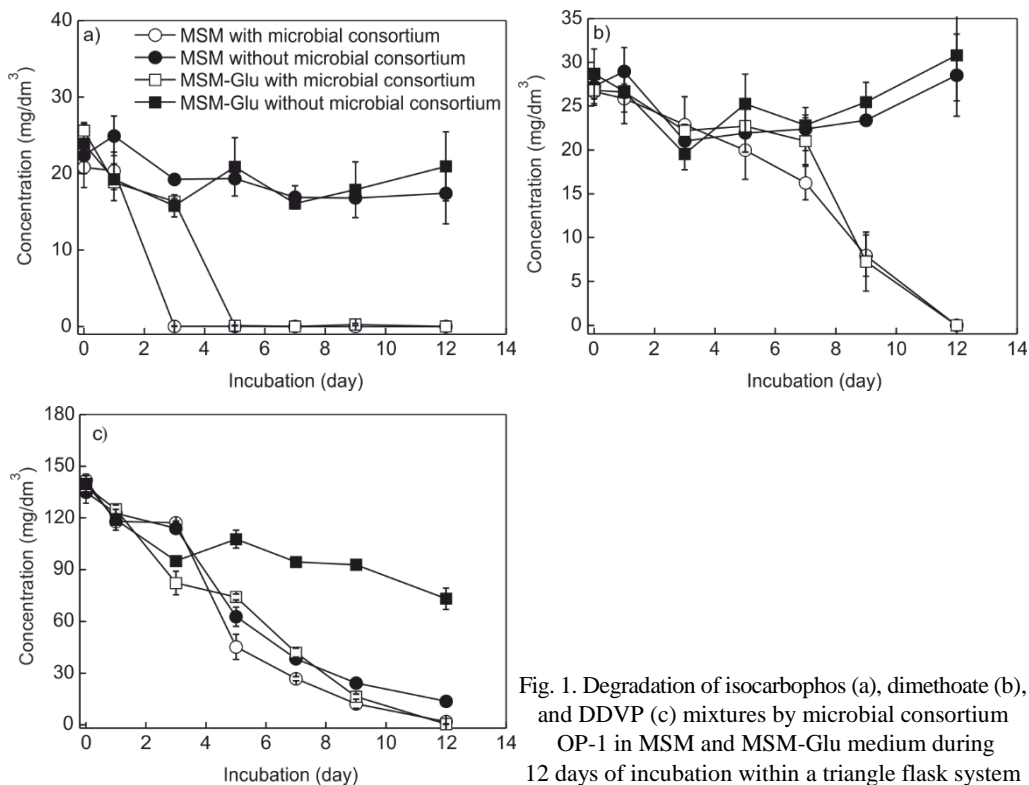 a)
MSM with microbial consortium
MSM without microbial consortium
MSM-Glu with microbial consortium
MSM-Glu without microbial consortium
Concentration (mg/dm³)
40
30
20
10
0
0 2 4 6 8 10 12 14
Incubation (day)
b)
Concentration (mg/dm³)
35
30
25
20
15
10
5
0
0 2 4 6 8 10 12 14
Incubation (day)
c)
Concentration (mg/dm³)
180
150
120
90
60
30
0
0 2 4 6 8 10 12 14
Incubation (day)
Fig. 1. Degradation of isocarbophos (a), dimethoate (b),
and DDVP (c) mixtures by microbial consortium
OP-1 in MSM and MSM-Glu medium during
12 days of incubation within a triangle flask system